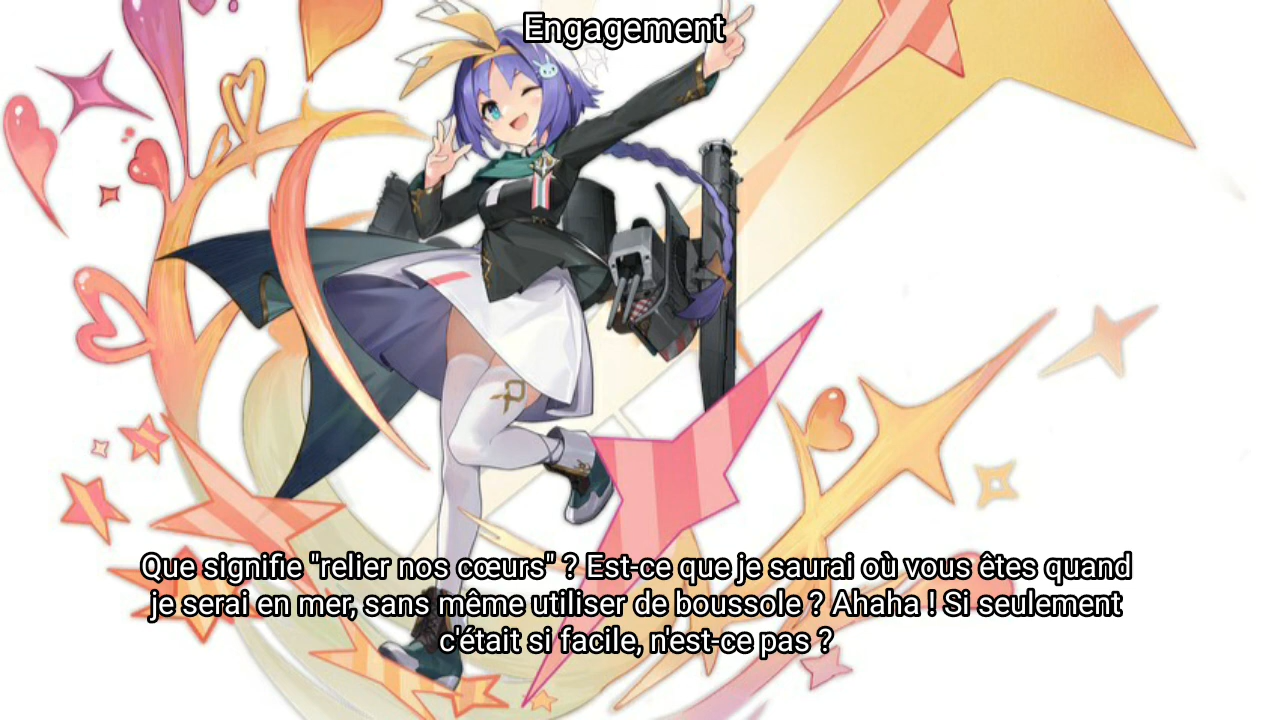 Engagement
Que signifie "relier nos cœurs" ? Est-ce que je saurai où vous êtes quand
je serai en mer, sans même utiliser de boussole ? Ahaha ! Si seulement
c'était si facile, n'est-ce pas ?